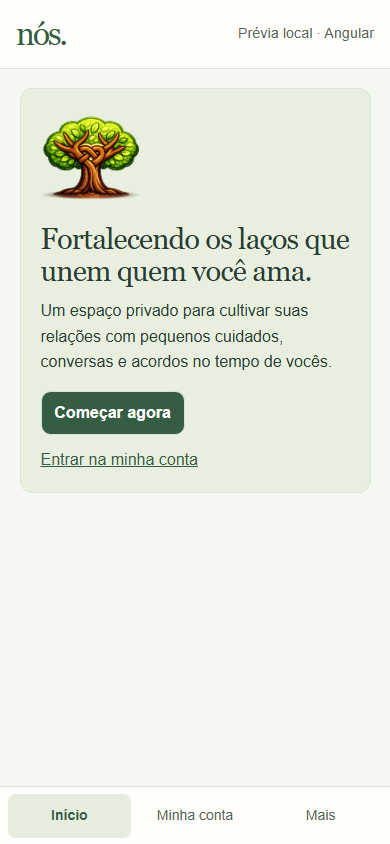 nós.
Prévia local · Angular
Fortalecendo os laços que
unem quem você ama.
Um espaço privado para cultivar suas
relações com pequenos cuidados,
conversas e acordos no tempo de vocês.
Começar agora
Entrar na minha conta
Início
Minha conta
Mais